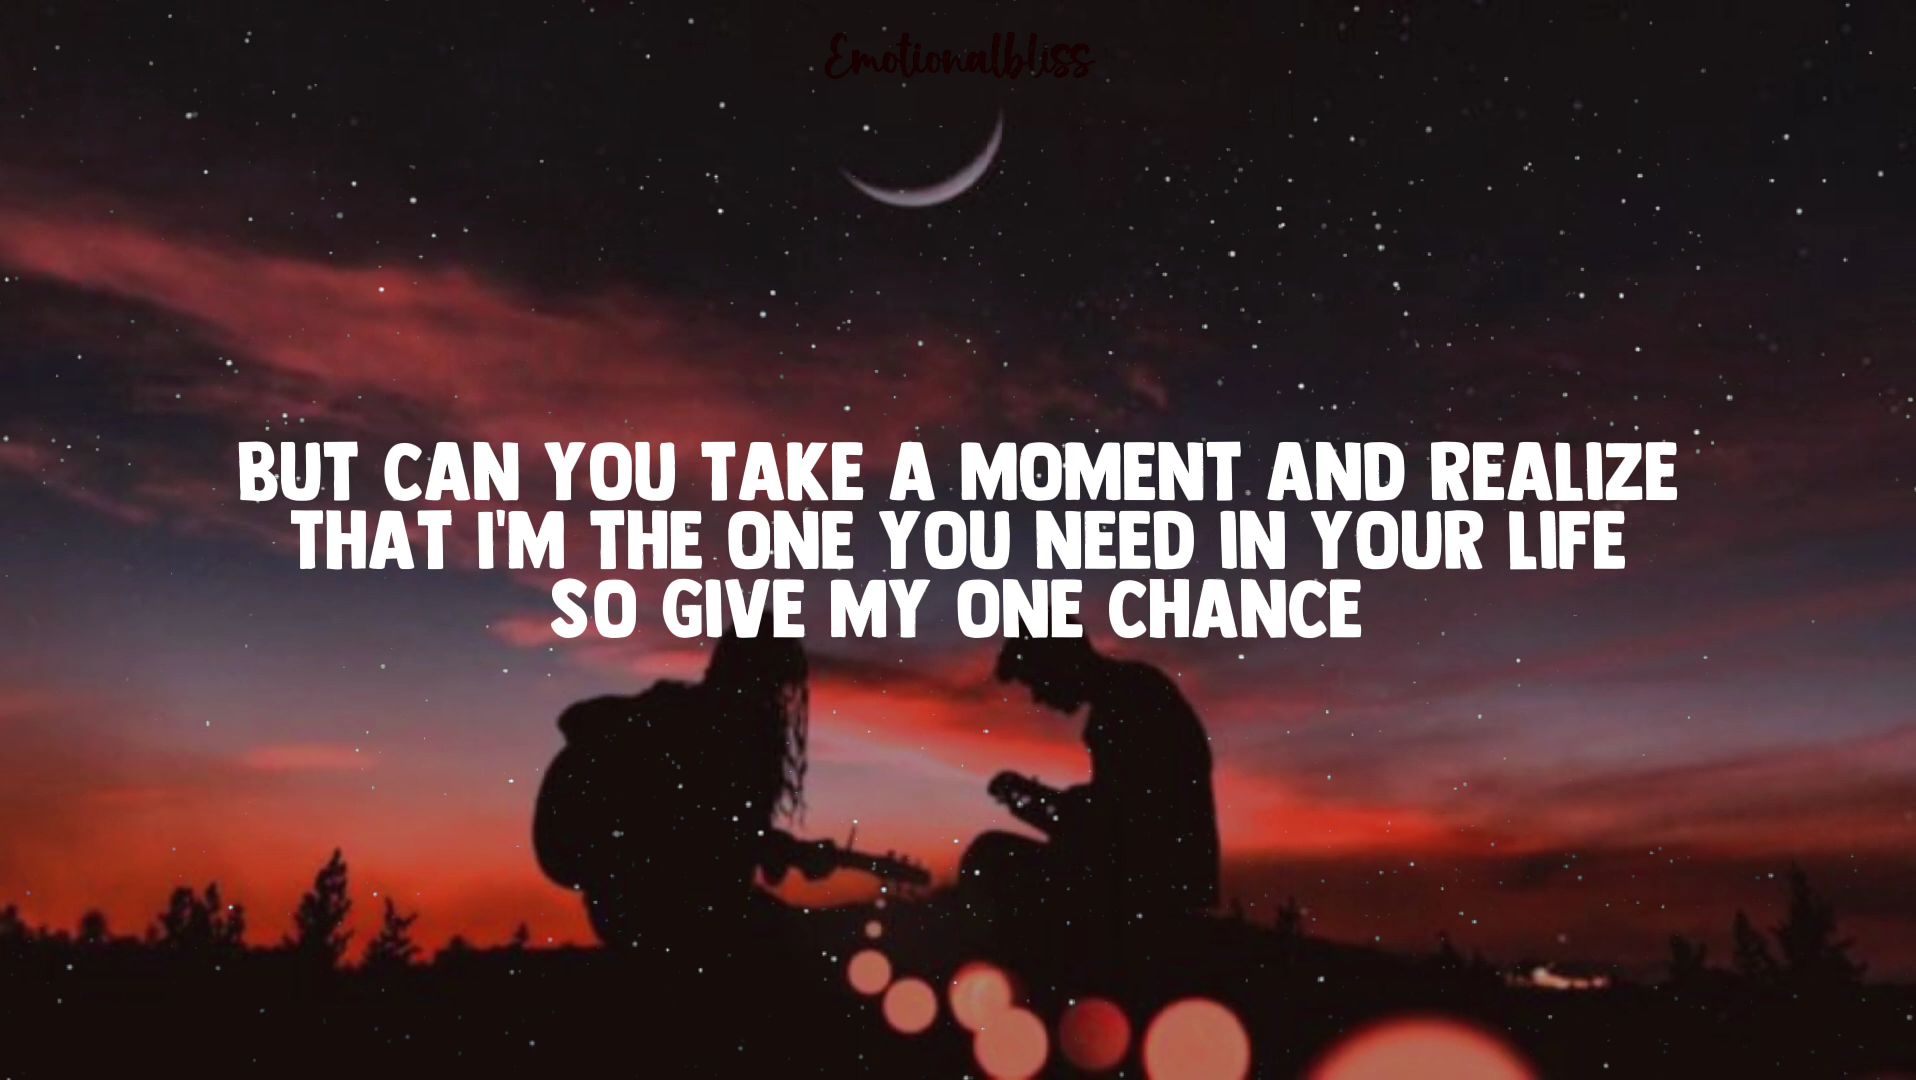 Emotionalbliss
BUT CAN YOU TAKE A MOMENT AND REALIZE
THAT I'M THE ONE YOU NEED IN YOUR LIFE
SO GIVE MY ONE CHANCE